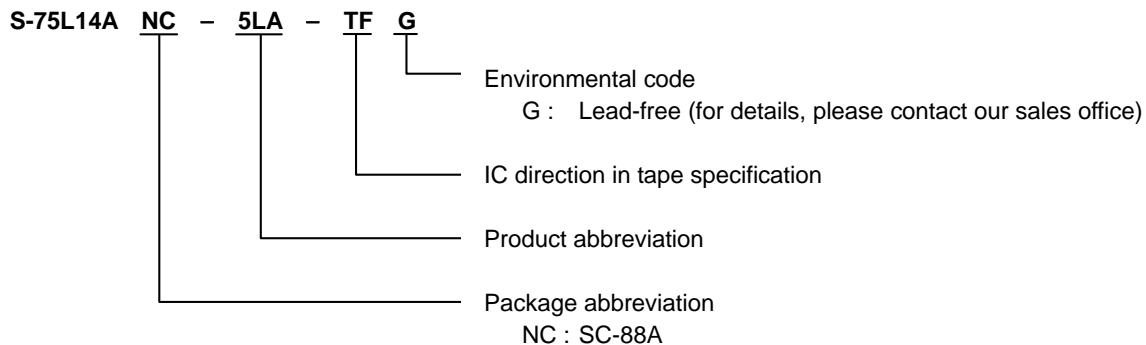 S-75L14A NC – 5LA – TF G
Environmental code
G : Lead-free (for details, please contact our sales office)
IC direction in tape specification
Product abbreviation
Package abbreviation
NC : SC-88A